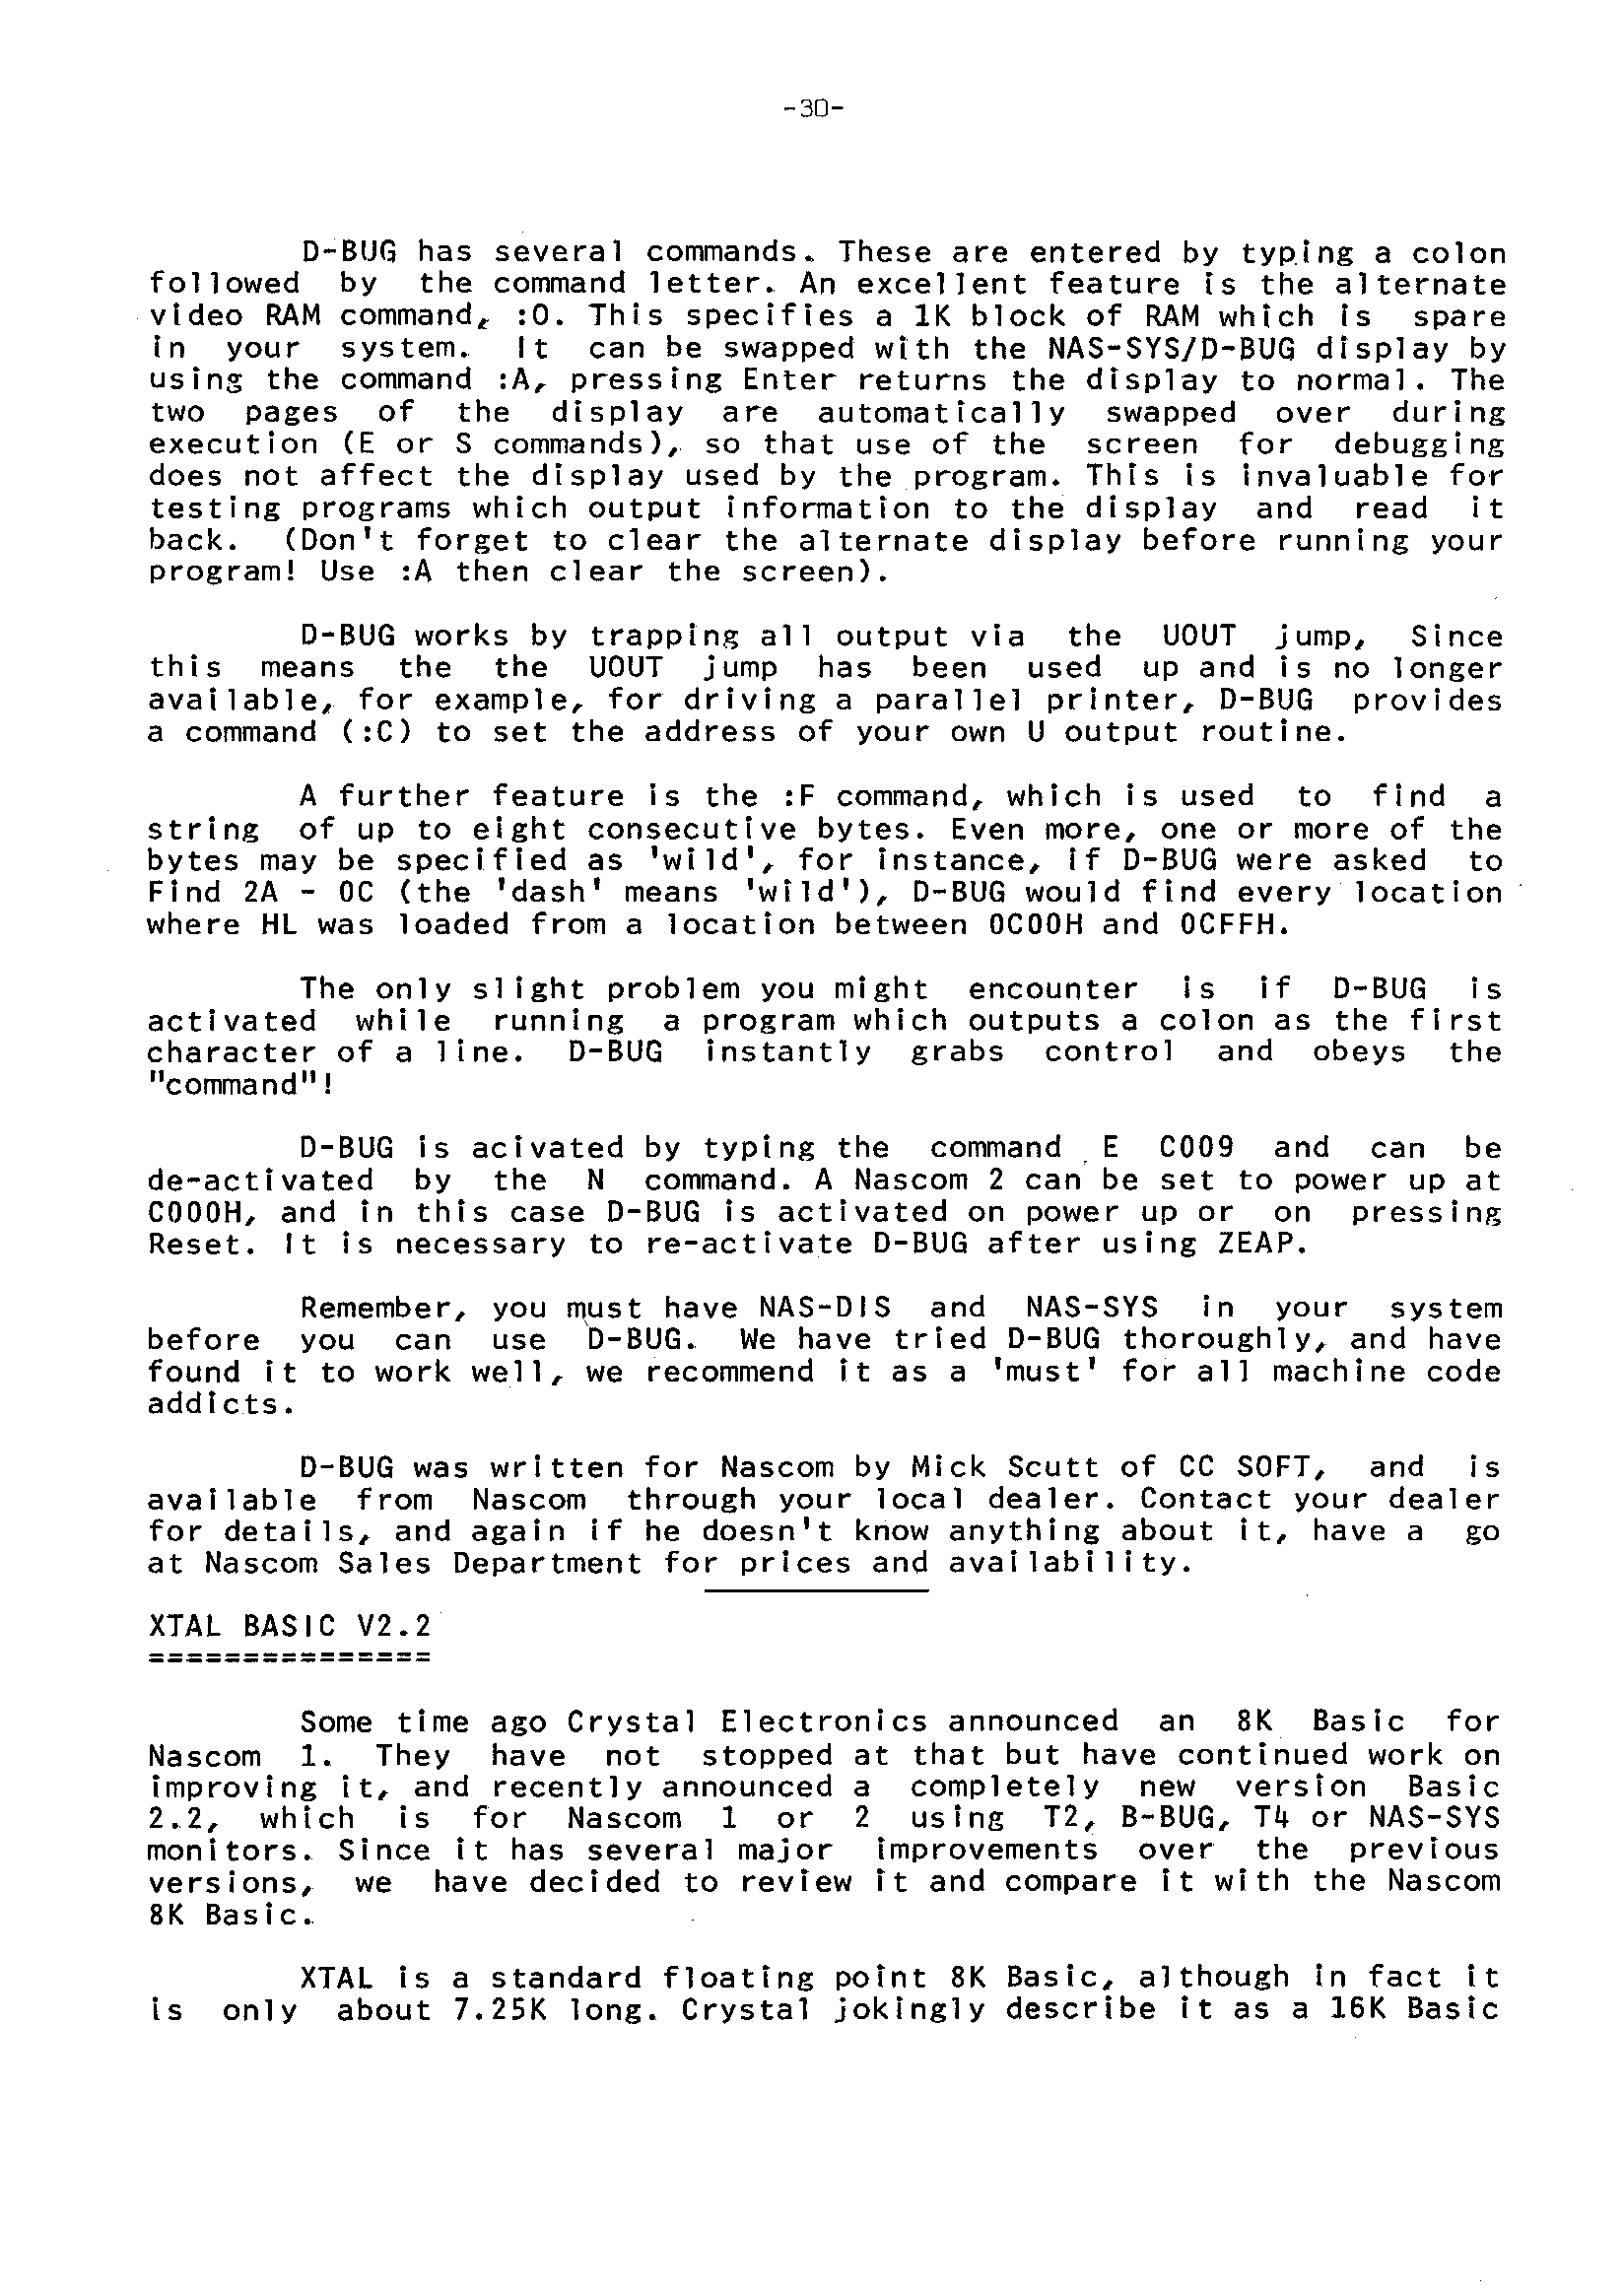 -30-
D-BUG has several commands. These are entered by typing a colon
followed by the command letter. An excellent feature is the alternate
video RAM command, :O. This specifies a 1K block of RAM which is spare
in your system. It can be swapped with the NAS-SYS/D-BUG display by
using the command :A, pressing Enter returns the display to normal. The
two pages of the display are automatically swapped over during
execution (E or S commands), so that use of the screen for debugging
does not affect the display used by the program. This is invaluable for
testing programs which output information to the display and read it
back. (Don't forget to clear the alternate display before running your
program! Use :A then clear the screen).
D-BUG works by trapping all output via the UOUT jump, Since
this means the the UOUT jump has been used up and is no longer
available, for example, for driving a parallel printer, D-BUG provides
a command (:C) to set the address of your own U output routine.
A further feature is the :F command, which is used to find a
string of up to eight consecutive bytes. Even more, one or more of the
bytes may be specified as 'wild', for instance, if D-BUG were asked to
Find 2A - 0C (the 'dash' means 'wild'), D-BUG would find every location
where HL was loaded from a location between 0C00H and 0CFFH.
The only slight problem you might encounter is if D-BUG is
activated while running a program which outputs a colon as the first
character of a line. D-BUG instantly grabs control and obeys the
"command"!
D-BUG is acivated by typing the command E C009 and can be
de-activated by the N command. A Nascom 2 can be set to power up at
C000H, and in this case D-BUG is activated on power up or on pressing
Reset. It is necessary to re-activate D-BUG after using ZEAP.
Remember, you must have NAS-DIS and NAS-SYS in your system
before you can use D-BUG. We have tried D-BUG thoroughly, and have
found it to work well, we recommend it as a 'must' for all machine code
addicts.
D-BUG was written for Nascom by Mick Scutt of CC SOFT, and is
available from Nascom through your local dealer. Contact your dealer
for details, and again if he doesn't know anything about it, have a go
at Nascom Sales Department for prices and availability.
XTAL BASIC V2.2
===============
Some time ago Crystal Electronics announced an 8K Basic for
Nascom 1. They have not stopped at that but have continued work on
improving it, and recently announced a completely new version Basic
2.2, which is for Nascom 1 or 2 using T2, B-BUG, T4 or NAS-SYS
monitors. Since it has several major improvements over the previous
versions, we have decided to review it and compare it with the Nascom
8K Basic.
XTAL is a standard floating point 8K Basic, although in fact it
is only about 7.25K long. Crystal jokingly describe it as a 16K Basic